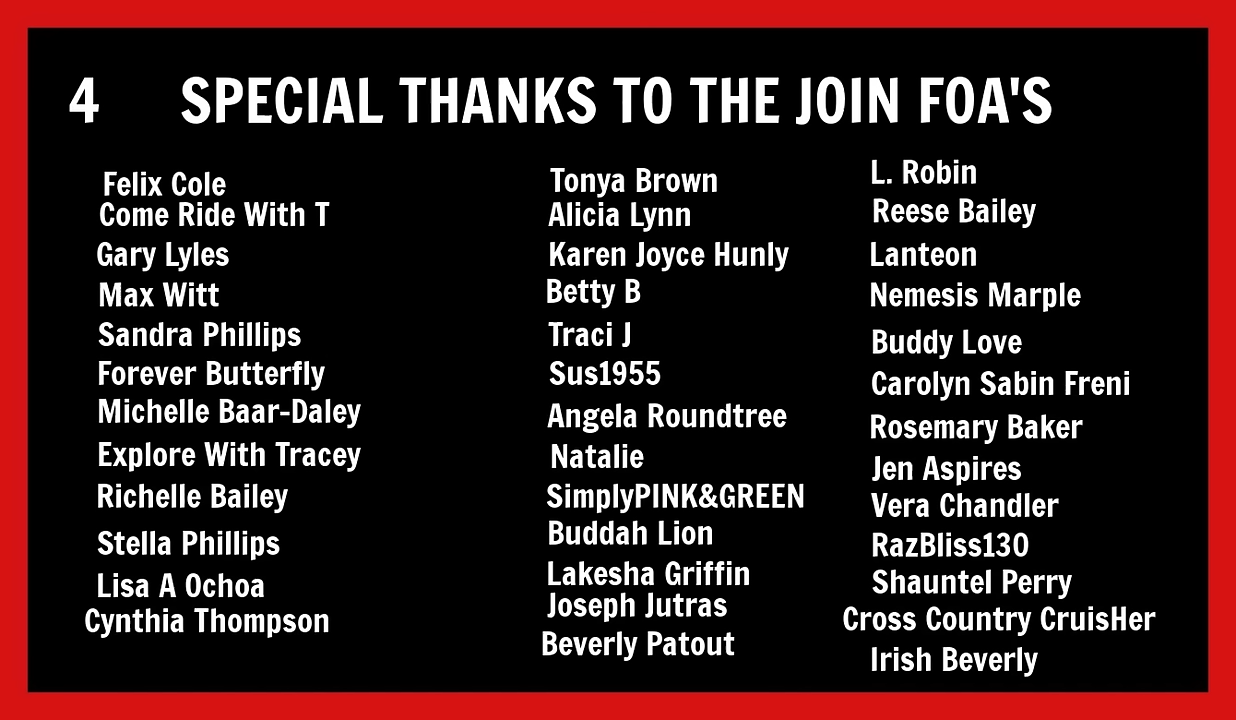 4 SPECIAL THANKS TO THE JOIN FOA'S
Felix Cole
Come Ride With T
Gary Lyles
Max Witt
Sandra Phillips
Forever Butterfly
Michelle Baar-Daley
Explore With Tracey
Richelle Bailey
Stella Phillips
Lisa A Ochoa
Cynthia Thompson
Tonya Brown
Alicia Lynn
Karen Joyce Hunly
Betty B
Traci J
Sus1955
Angela Roundtree
Natalie
SimplyPINK&GREEN
Buddah Lion
Lakesha Griffin
Joseph Jutras
Beverly Patout
L. Robin
Reese Bailey
Lanteon
Nemesis Marple
Buddy Love
Carolyn Sabin Freni
Rosemary Baker
Jen Aspires
Vera Chandler
RazBliss130
Shauntel Perry
Cross Country CruisHer
Irish Beverly